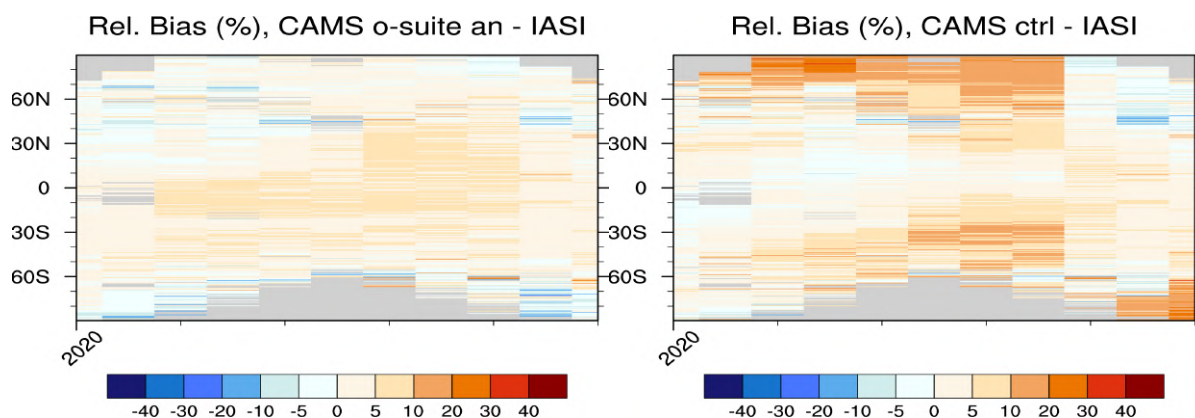 Rel. Bias (%), CAMS o-suite an - IASI
Rel. Bias (%), CAMS ctrl - IASI
60N
30N
0
30S
60S
2020
60N
30N
0
30S
60S
2020
-40 -30 -20 -10 -5 0 5 10 20 30 40
-40 -30 -20 -10 -5 0 5 10 20 30 40